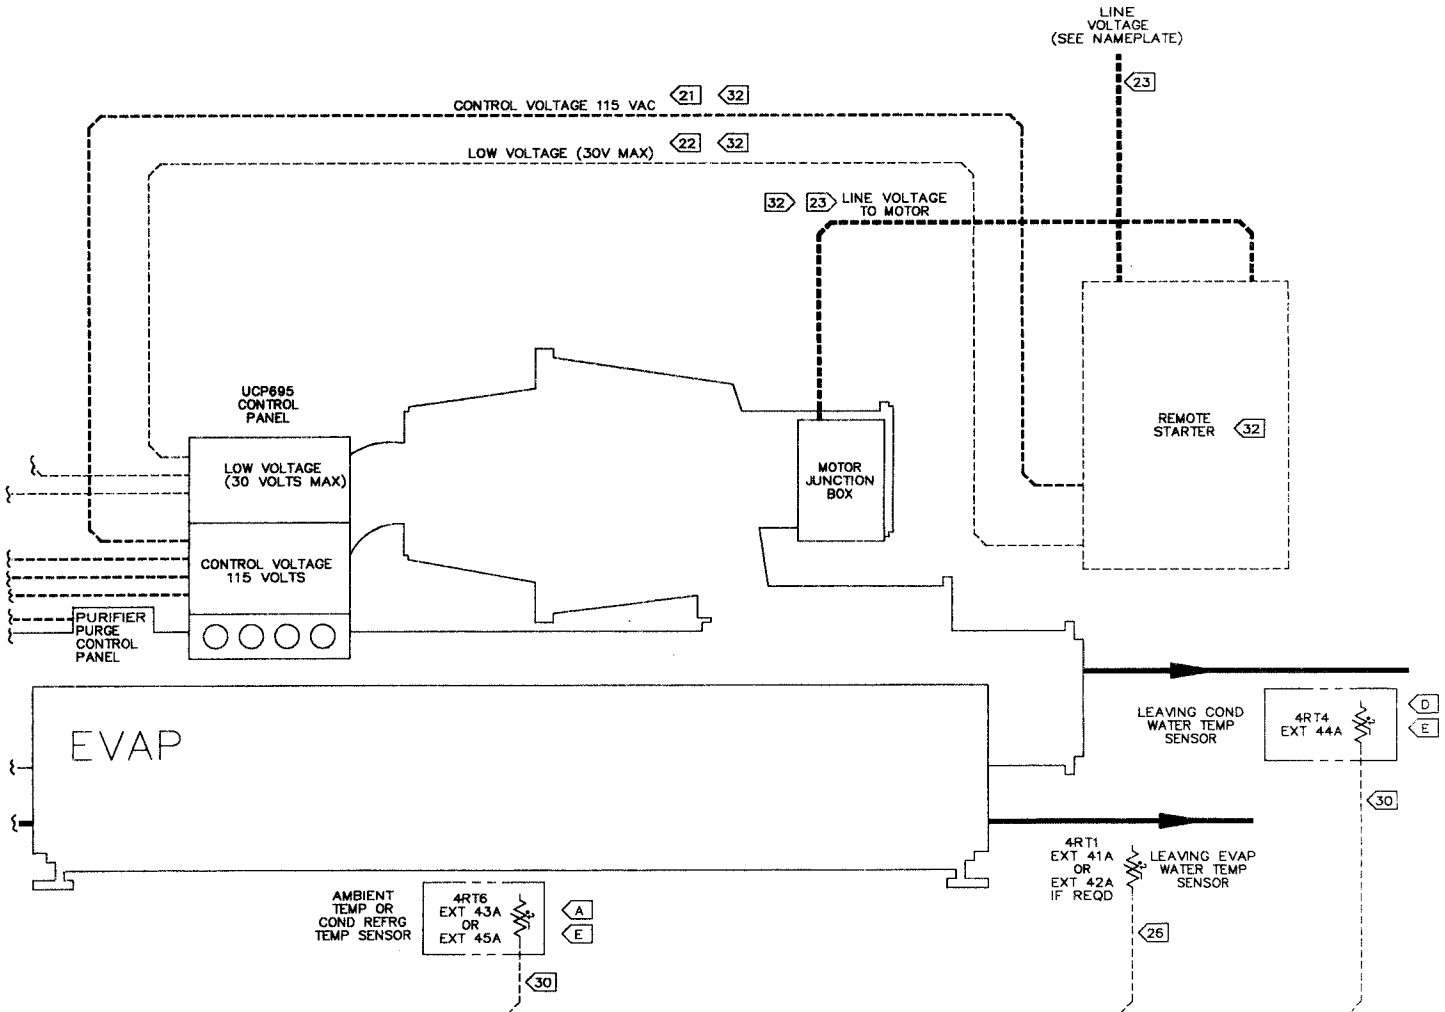 LINE
VOLTAGE
(SEE NAMEPLATE)
23
CONTROL VOLTAGE 115 VAC 21 32
LOW VOLTAGE (30V MAX) 22 32
32 23 LINE VOLTAGE
TO MOTOR
UCP695
CONTROL
PANEL
LOW VOLTAGE
(30 VOLTS MAX)
CONTROL VOLTAGE
115 VOLTS
MOTOR
JUNCTION
BOX
REMOTE
STARTER 32
PURIFIER
PURGE
CONTROL
PANEL
EVAP
LEAVING COND
WATER TEMP
SENSOR
4RT4
EXT 44A
D
E
30
4RT1
EXT 41A
OR
EXT 42A
IF REQD
LEAVING EVAP
WATER TEMP
SENSOR
26
AMBIENT
TEMP OR
COND REFRG
TEMP SENSOR
4RT6
EXT 43A
OR
EXT 45A
A
E
30